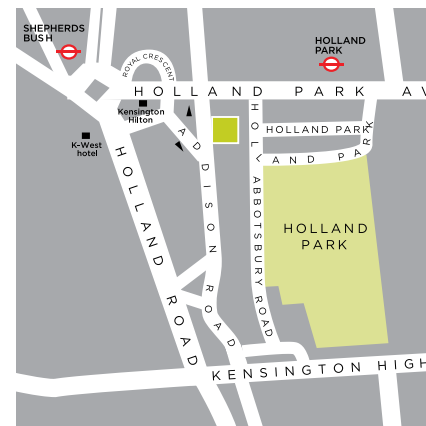 SHEPHERDS
BUSH
HOLLAND
PARK
ROYAL CRESCENT
HOLLAND PARK AV
Kensington
Hilton
K-West
hotel
HOLLAND PARK
HOLLAND PARK
ADDISON ROAD
HOLLAND ROAD
ABBOTSBURY ROAD
HOLLAND
PARK
KENSINGTON HIGH